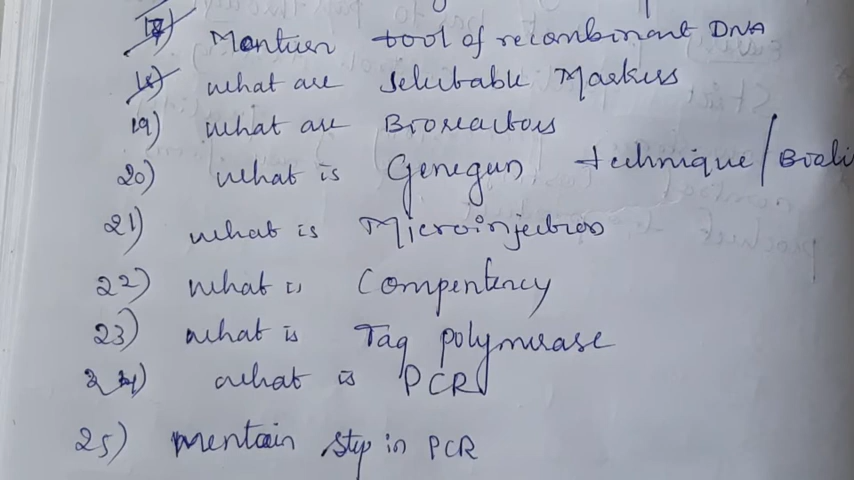 17) Mention tool of recombinant DNA
18) what are Selectable Markers
19) what are Bioreactors
20) what is Genegun technique / Bioli
21) what is Microinjection
22) what is Compentency
23) what is Taq polymerase
24) what is PCR
25) mentain step in PCR